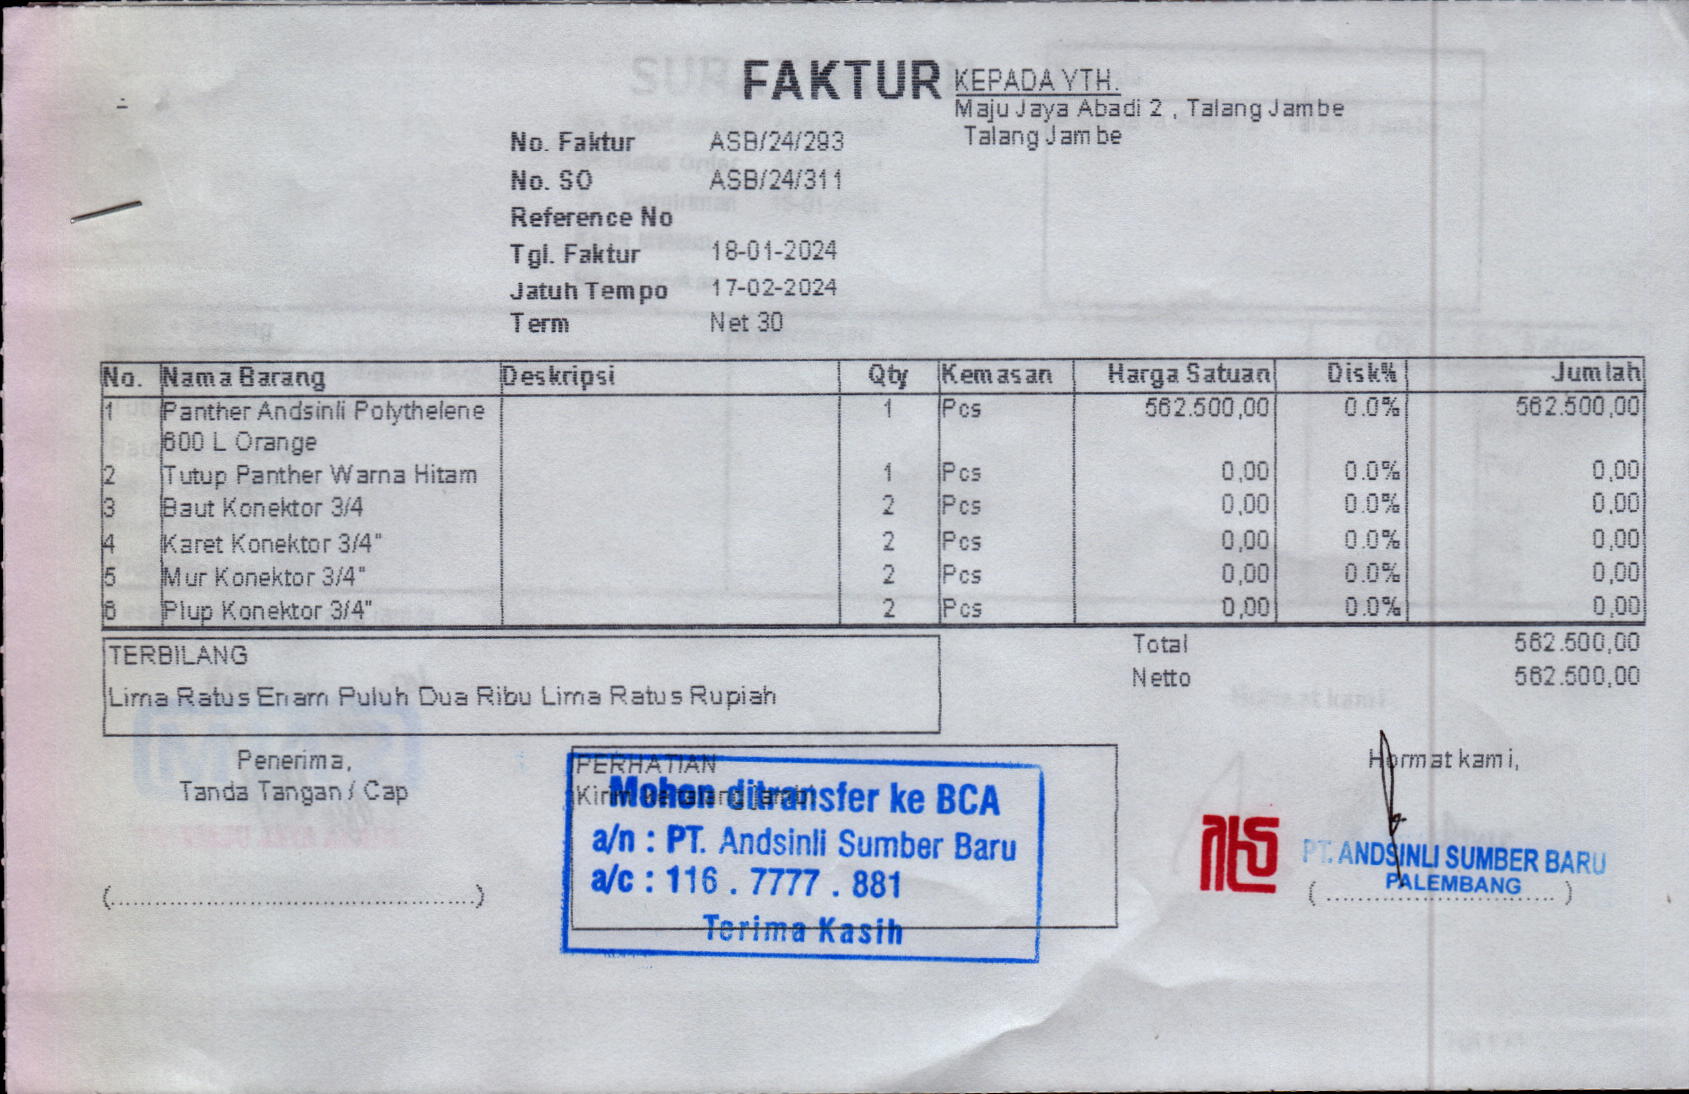 FAKTUR
KEPADA YTH.
Maju Jaya Abadi 2 , Talang Jambe
Talang Jambe
No. Faktur ASB/24/293
No. SO ASB/24/311
Reference No
Tgl. Faktur 18-01-2024
Jatuh Tempo 17-02-2024
Term Net 30
No. Nama Barang Deskripsi Qty Kemasan Harga Satuan Disk% Jumlah
1 Panther Andsinli Polythelene 1 Pcs 562.500,00 0.0% 562.500,00
600 L Orange
2 Tutup Panther Warna Hitam 1 Pcs 0,00 0.0% 0,00
3 Baut Konektor 3/4 2 Pcs 0,00 0.0% 0,00
4 Karet Konektor 3/4" 2 Pcs 0,00 0.0% 0,00
5 Mur Konektor 3/4" 2 Pcs 0,00 0.0% 0,00
6 Plup Konektor 3/4" 2 Pcs 0,00 0.0% 0,00
Total 562.500,00
Netto 562.500,00
TERBILANG
Lima Ratus Enam Puluh Dua Ribu Lima Ratus Rupiah
Penerima,
Tanda Tangan / Cap
(............................................)
PERHATIAN
Mohon ditransfer ke BCA
a/n : PT. Andsinli Sumber Baru
a/c : 116 . 7777 . 881
Terima Kasih
Hormat kami,
PT. ANDSINLI SUMBER BARU
PALEMBANG
(............................)